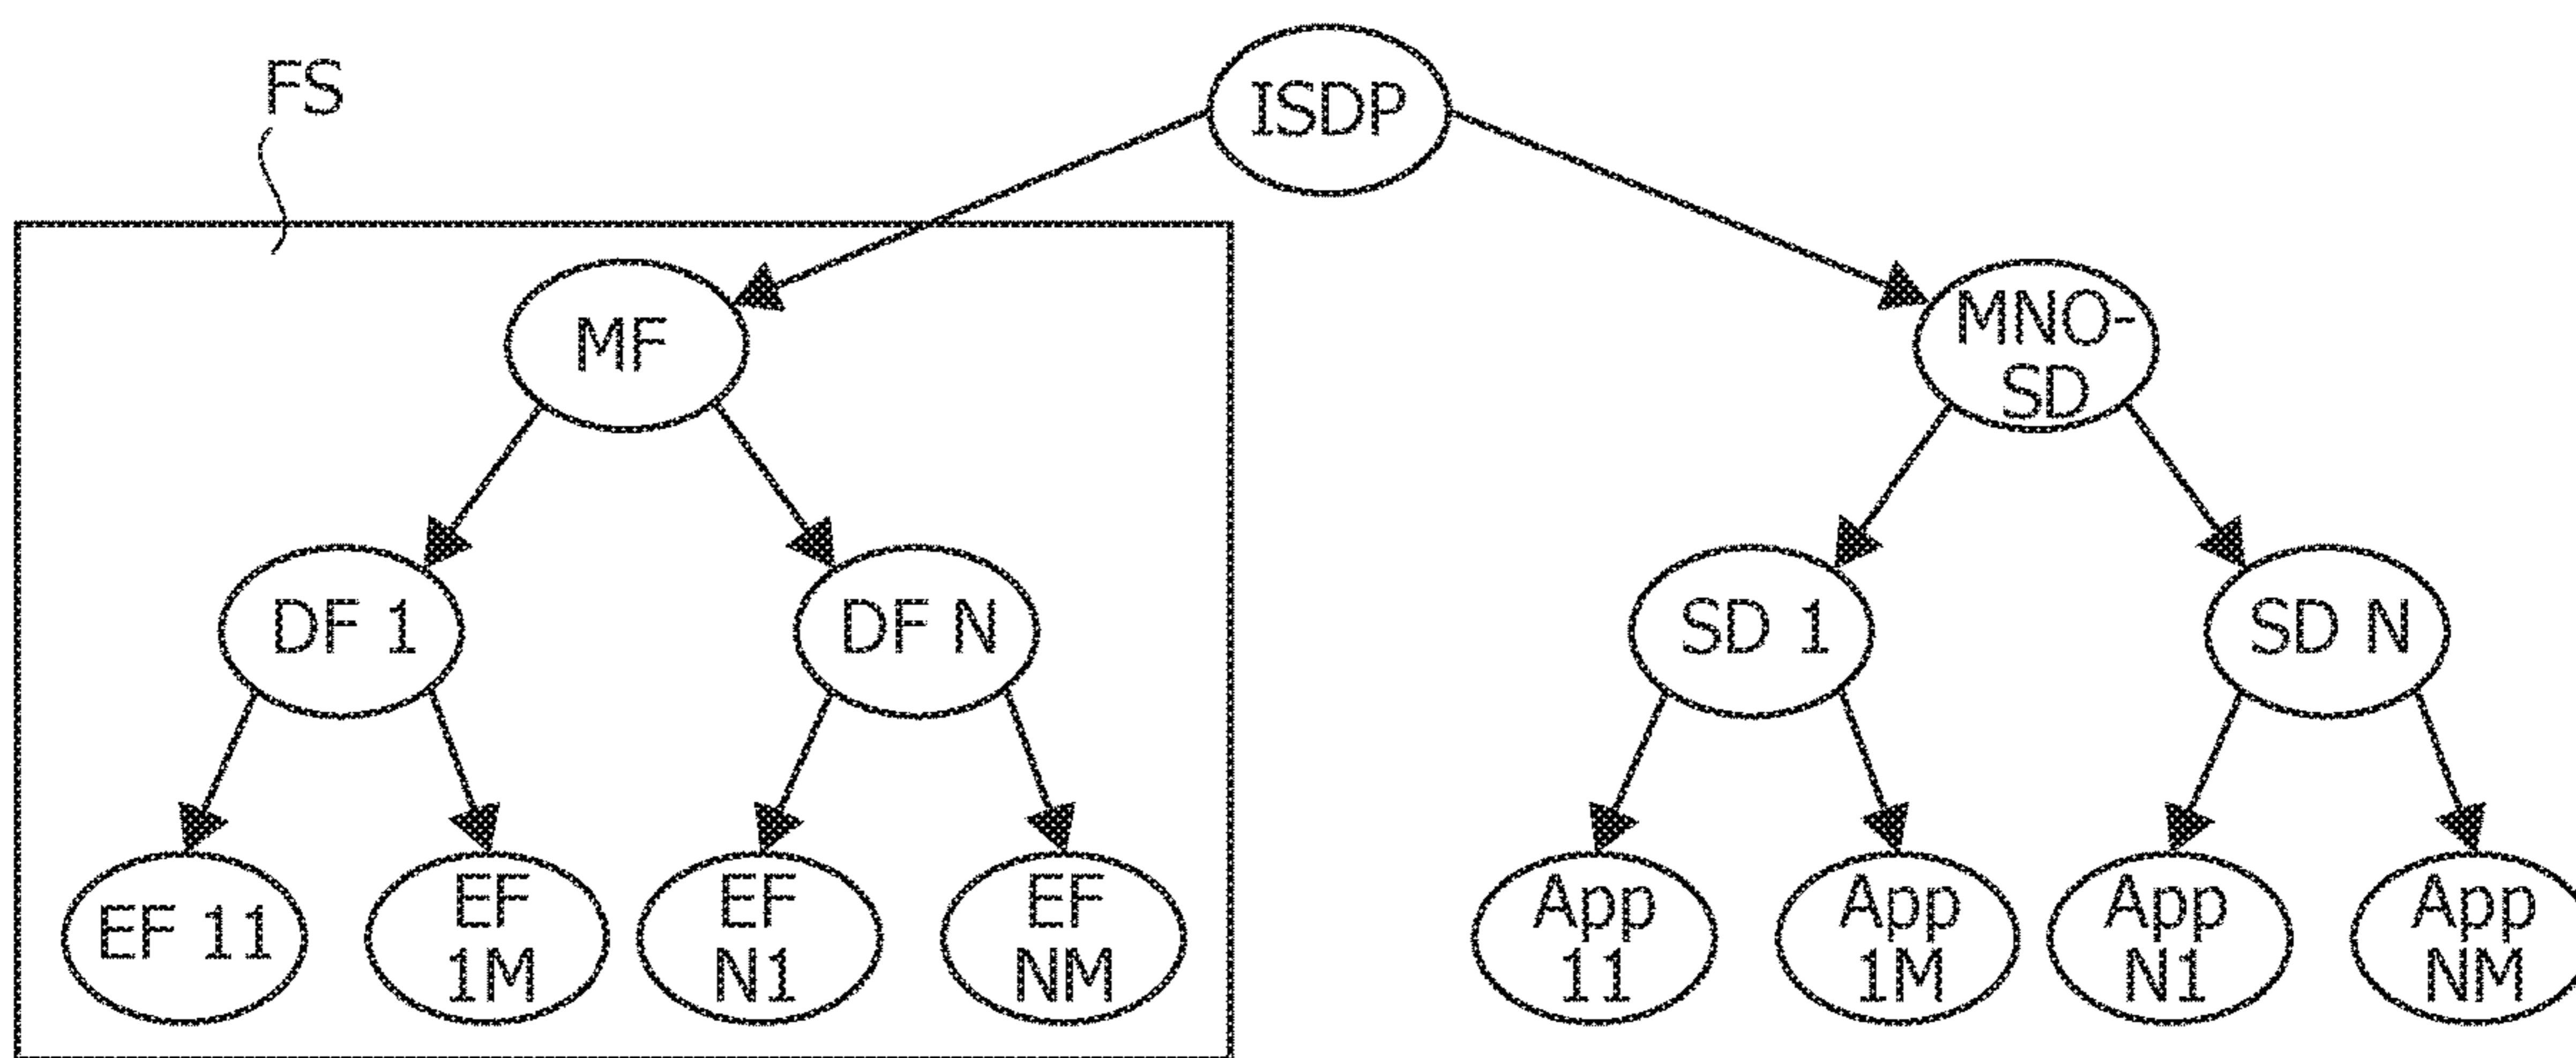 FS
ISDP
MF
MNO-
SD
DF 1
DF N
SD 1
SD N
EF 11
EF
1M
EF
N1
EF
NM
App
11
App
1M
App
N1
App
NM